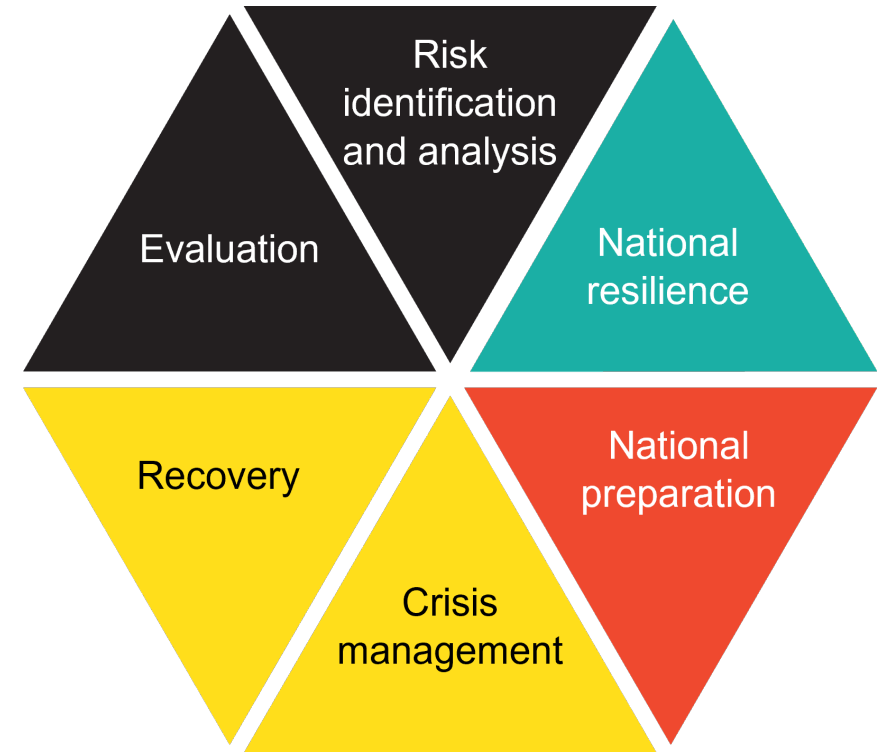 Risk
identification
and analysis
National
resilience
National
preparation
Crisis
management
Recovery
Evaluation